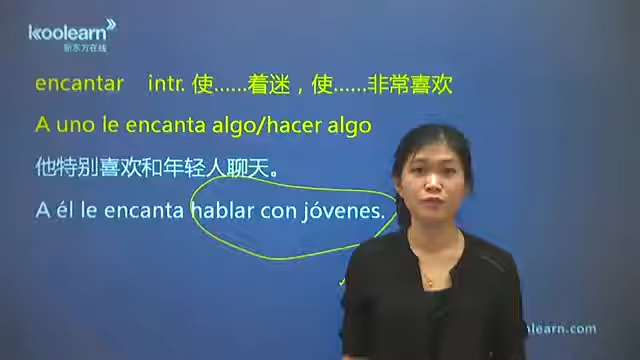 koolearn
新东方在线
encantar intr. 使……着迷，使……非常喜欢
A uno le encanta algo/hacer algo
他特别喜欢和年轻人聊天。
A él le encanta hablar con jóvenes.
learn.com